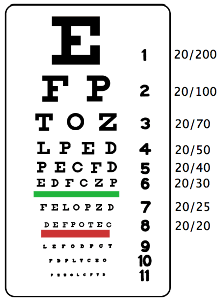 E 1 20/200
F P 2 20/100
T O Z 3 20/70
L P E D 4 20/50
P E C F D 5 20/40
E D F C Z P 6 20/30
F E L O P Z D 7 20/25
D E F P O T E C 8 20/20
L E F O D P C T 9
F D P L T C E O 10
11